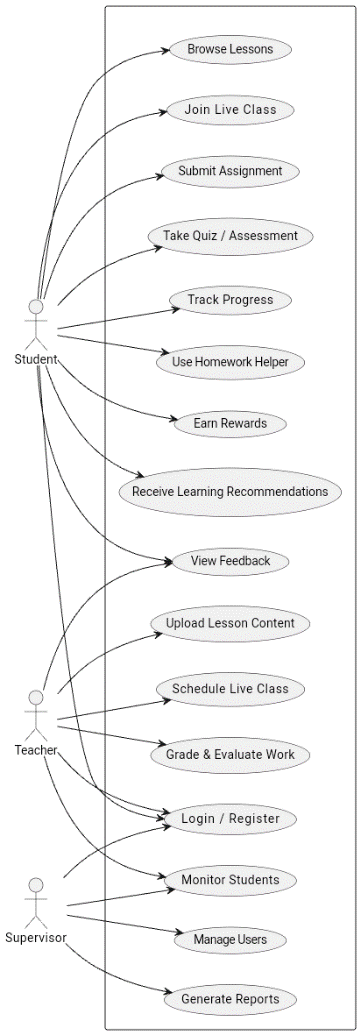 Browse Lessons
Join Live Class
Submit Assignment
Take Quiz / Assessment
Track Progress
Student
Use Homework Helper
Earn Rewards
Receive Learning Recommendations
View Feedback
Upload Lesson Content
Schedule Live Class
Teacher
Grade & Evaluate Work
Login / Register
Monitor Students
Supervisor
Manage Users
Generate Reports